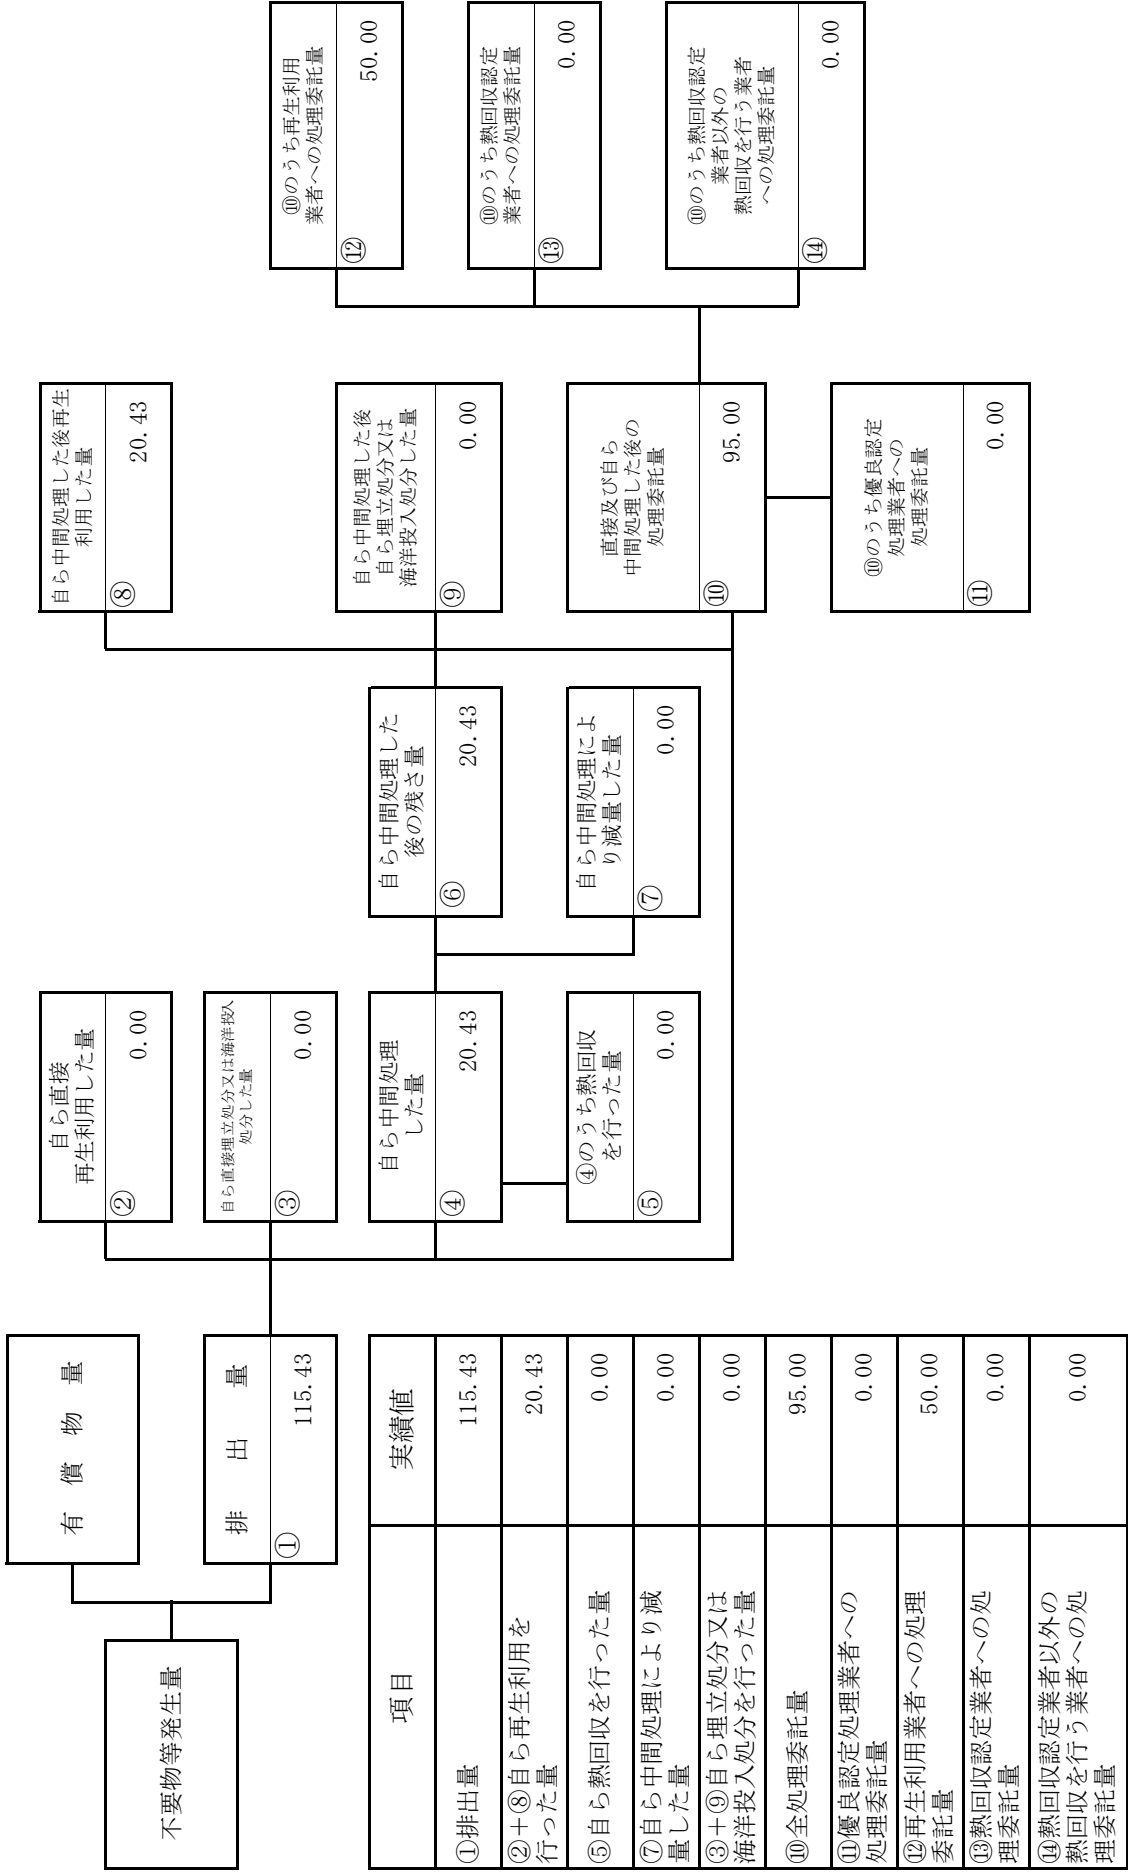 不要物等発生量
有償物量
排出量
①
115.43
自ら直接
再生利用した量
②
0.00
自ら直接埋立処分又は海洋投入
処分した量
③
0.00
自ら中間処理
した量
④
20.43
④のうち熱回収
を行った量
⑤
0.00
自ら中間処理した
後の残さ量
⑥
20.43
自ら中間処理によ
り減量した量
⑦
0.00
自ら中間処理した後再生
利用した量
⑧
20.43
自ら中間処理した後
自ら埋立処分又は
海洋投入処分した量
⑨
0.00
直接及び自ら
中間処理した後の
処理委託量
⑩
95.00
⑩のうち優良認定
処理業者への
処理委託量
⑪
0.00
⑩のうち再生利用
業者への処理委託量
⑫
50.00
⑩のうち熱回収認定
業者への処理委託量
⑬
0.00
⑩のうち熱回収認定
業者以外の
熱回収を行う業者
への処理委託量
⑭
0.00
項目 実績値
①排出量 115.43
②+⑧自ら再生利用を
行った量 20.43
⑤自ら熱回収を行った量 0.00
⑦自ら中間処理により減
量した量 0.00
③+⑨自ら埋立処分又は
海洋投入処分を行った量 0.00
⑩全処理委託量 95.00
⑪優良認定処理業者への
処理委託量 0.00
⑫再生利用業者への処理
委託量 50.00
⑬熱回収認定業者への処
理委託量 0.00
⑭熱回収認定業者以外の
熱回収を行う業者への処
理委託量 0.00